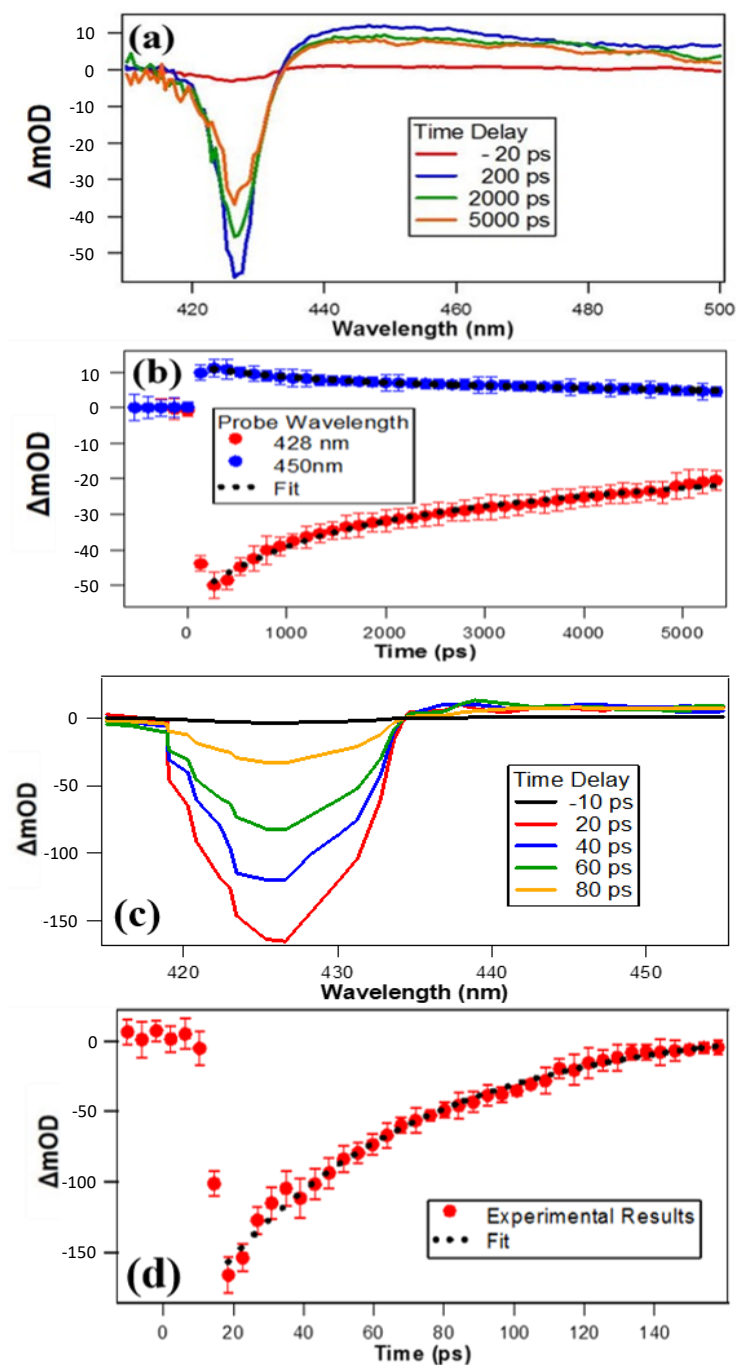 (a)
10
0
-10
-20
-30
-40
-50
ΔmOD
Time Delay
- 20 ps
200 ps
2000 ps
5000 ps
420
440
460
480
500
Wavelength (nm)
(b)
10
0
-10
-20
-30
-40
-50
ΔmOD
Probe Wavelength
428 nm
450nm
Fit
0
1000
2000
3000
4000
5000
Time (ps)
0
-50
-100
-150
ΔmOD
Time Delay
-10 ps
20 ps
40 ps
60 ps
80 ps
(c)
420
430
440
450
Wavelength (nm)
0
-50
-100
-150
ΔmOD
Experimental Results
Fit
(d)
0
20
40
60
80
100
120
140
Time (ps)